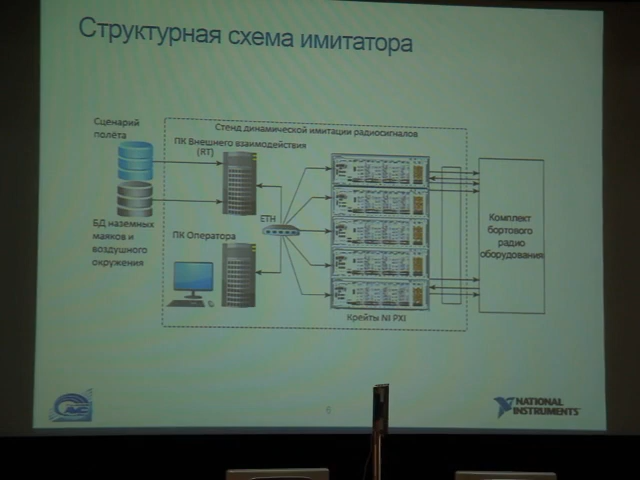 Структурная схема имитатора
Сценарий
полёта
Стенд динамической имитации радиосигналов
ПК Внешнего взаимодействия
(RT)
ETH
БД наземных
маяков и
воздушного
окружения
ПК Оператора
Крейты NI PXI
Комплект
бортового
радио
оборудования
6
NATIONAL
INSTRUMENTS